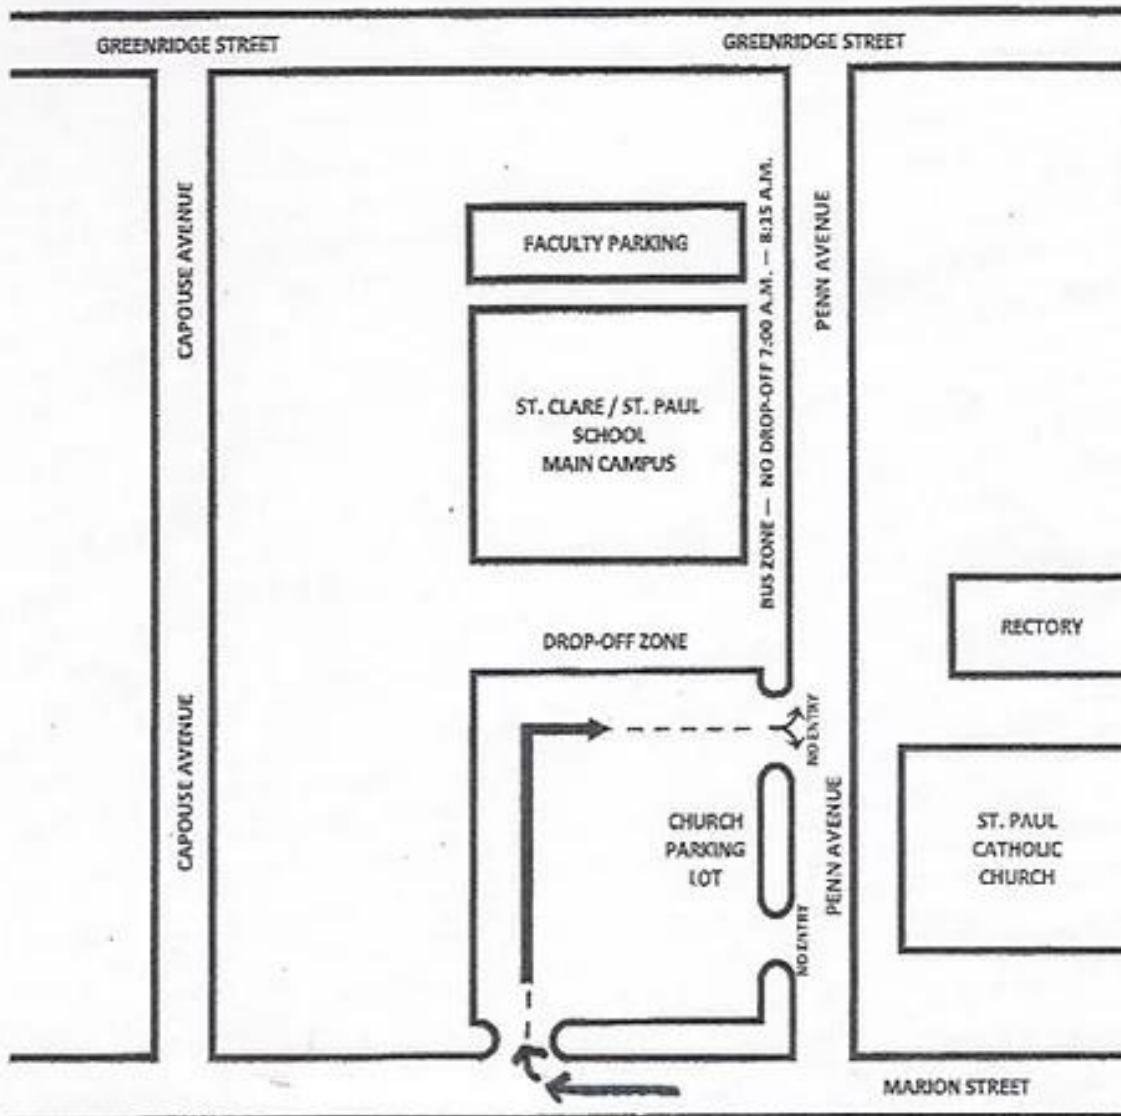 GREENRIDGE STREET
GREENRIDGE STREET
CAPOUSE AVENUE
FACULTY PARKING
BUS ZONE — NO DROP-OFF 7:00 A.M. — 8:15 A.M.
PENN AVENUE
ST. CLARE / ST. PAUL
SCHOOL
MAIN CAMPUS
DROP-OFF ZONE
RECTORY
CAPOUSE AVENUE
NO ENTRY
CHURCH
PARKING
LOT
PENN AVENUE
ST. PAUL
CATHOLIC
CHURCH
NO ENTRY
MARION STREET